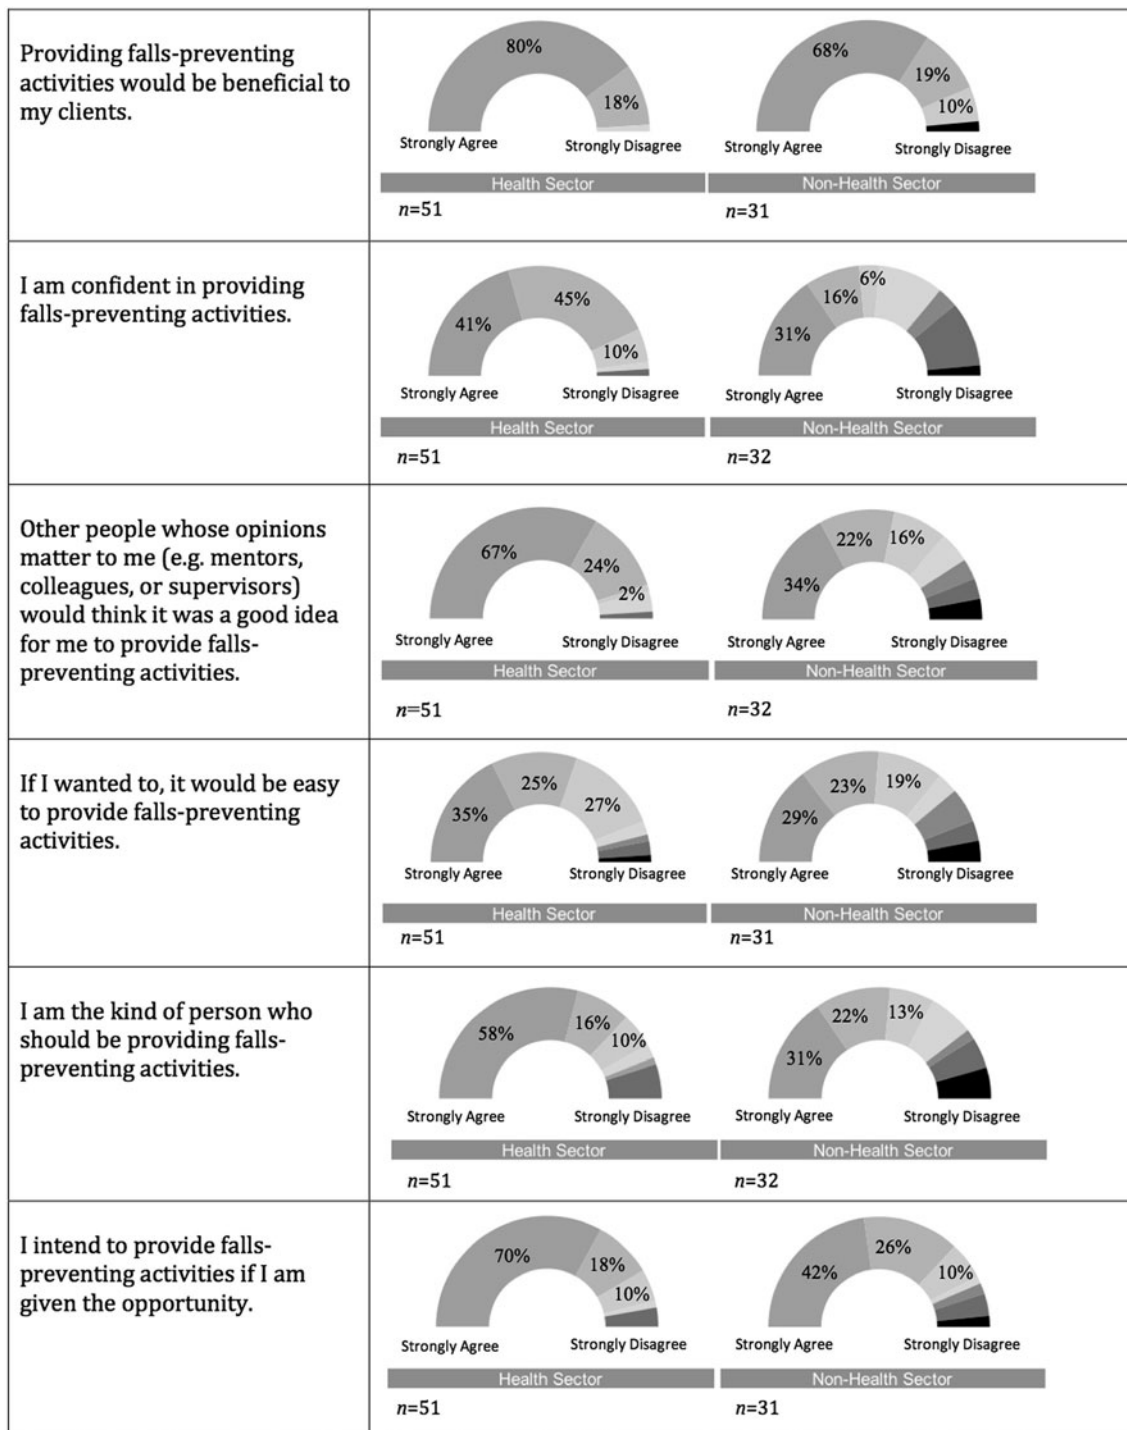 Providing falls-preventing
activities would be beneficial to
my clients.
80%
18%
Strongly Agree
Strongly Disagree
Health Sector
n=51
68%
19%
10%
Strongly Agree
Strongly Disagree
Non-Health Sector
n=31
I am confident in providing
falls-preventing activities.
41%
45%
10%
Strongly Agree
Strongly Disagree
Health Sector
n=51
31%
16%
6%
Strongly Agree
Strongly Disagree
Non-Health Sector
n=32
Other people whose opinions
matter to me (e.g. mentors,
colleagues, or supervisors)
would think it was a good idea
for me to provide falls-
preventing activities.
67%
24%
2%
Strongly Agree
Strongly Disagree
Health Sector
n=51
34%
22%
16%
Strongly Agree
Strongly Disagree
Non-Health Sector
n=32
If I wanted to, it would be easy
to provide falls-preventing
activities.
35%
25%
27%
Strongly Agree
Strongly Disagree
Health Sector
n=51
29%
23%
19%
Strongly Agree
Strongly Disagree
Non-Health Sector
n=31
I am the kind of person who
should be providing falls-
preventing activities.
58%
16%
10%
Strongly Agree
Strongly Disagree
Health Sector
n=51
31%
22%
13%
Strongly Agree
Strongly Disagree
Non-Health Sector
n=32
I intend to provide falls-
preventing activities if I am
given the opportunity.
70%
18%
10%
Strongly Agree
Strongly Disagree
Health Sector
n=51
42%
26%
10%
Strongly Agree
Strongly Disagree
Non-Health Sector
n=31